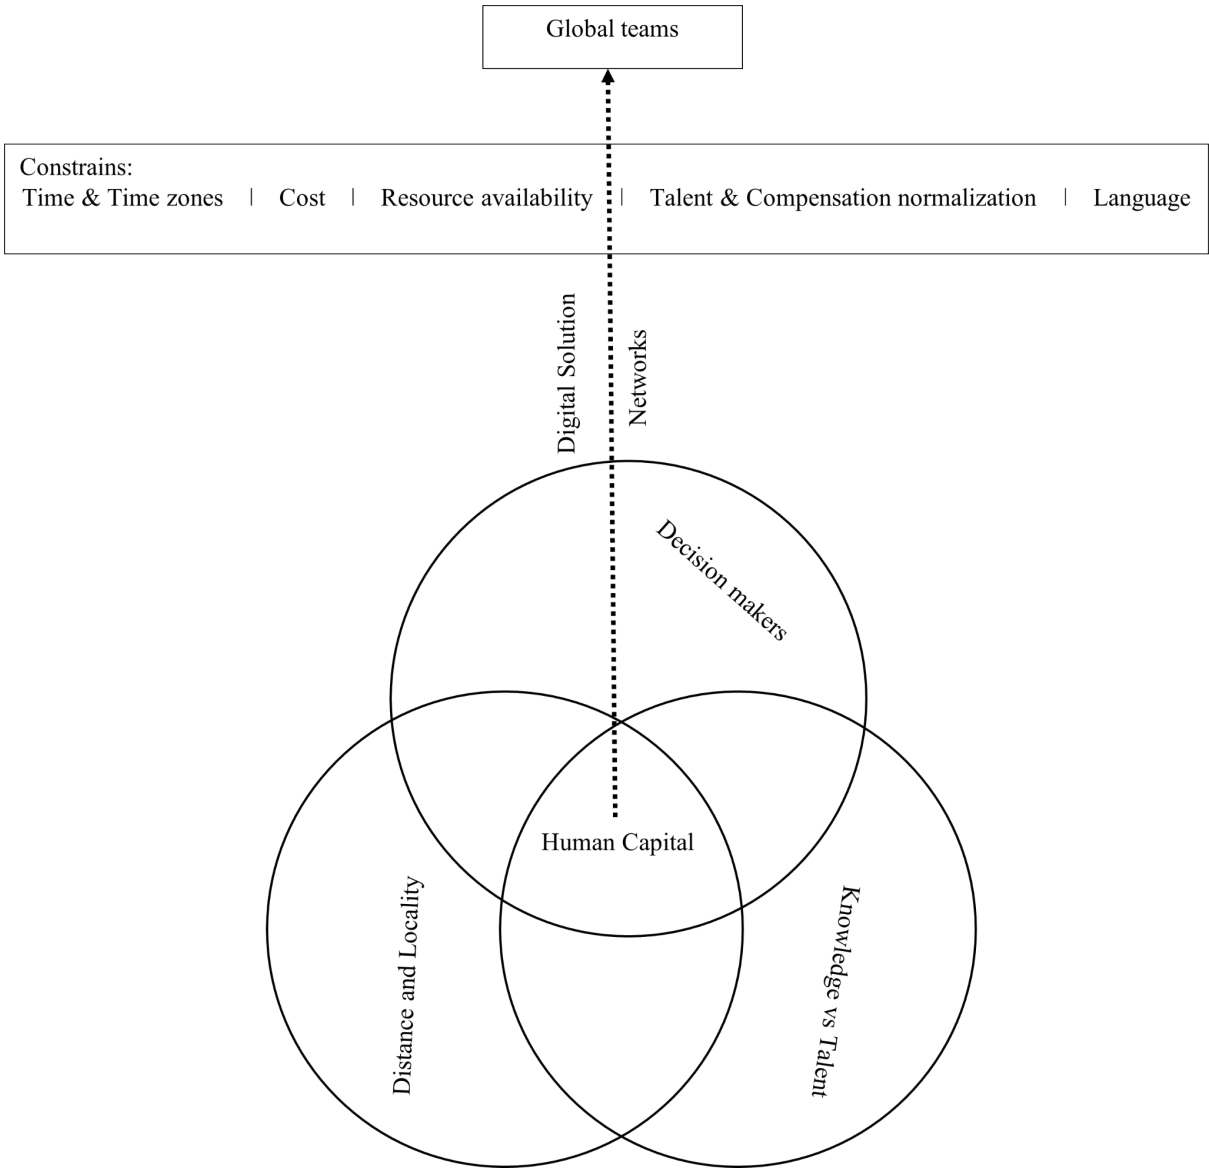 Global teams
Constrains:
Time & Time zones | Cost | Resource availability | Talent & Compensation normalization | Language
Digital Solution
Networks
Decision makers
Human Capital
Distance and Locality
Knowledge vs Talent